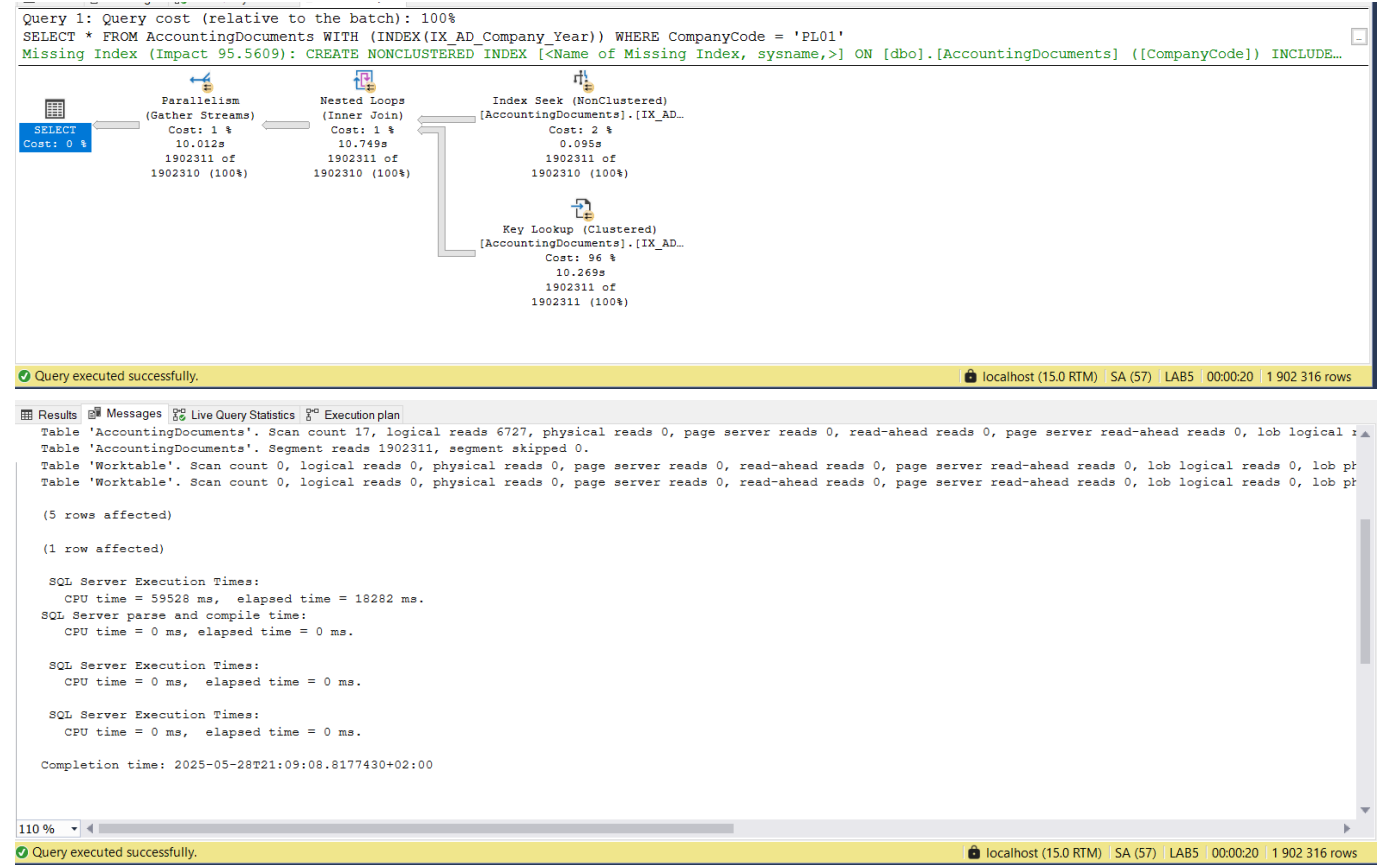 Query 1: Query cost (relative to the batch): 100%
SELECT * FROM AccountingDocuments WITH (INDEX(IX_AD_Company_Year)) WHERE CompanyCode = 'PL01'
Missing Index (Impact 95.5609): CREATE NONCLUSTERED INDEX [<Name of Missing Index, sysname,>] ON [dbo].[AccountingDocuments] ([CompanyCode]) INCLUDE…
SELECT
Cost: 0 %
Parallelism
(Gather Streams)
Cost: 1 %
10.012s
1902311 of
1902310 (100%)
Nested Loops
(Inner Join)
Cost: 1 %
10.749s
1902311 of
1902310 (100%)
Index Seek (NonClustered)
[AccountingDocuments].[IX_AD…
Cost: 2 %
0.095s
1902311 of
1902310 (100%)
Key Lookup (Clustered)
[AccountingDocuments].[IX_AD…
Cost: 96 %
10.269s
1902311 of
1902311 (100%)
Query executed successfully. localhost (15.0 RTM) SA (57) LAB5 00:00:20 1 902 316 rows
Results Messages Live Query Statistics Execution plan
Table 'AccountingDocuments'. Scan count 17, logical reads 6727, physical reads 0, page server reads 0, read-ahead reads 0, page server read-ahead reads 0, lob logical
Table 'AccountingDocuments'. Segment reads 1902311, segment skipped 0.
Table 'Worktable'. Scan count 0, logical reads 0, physical reads 0, page server reads 0, read-ahead reads 0, page server read-ahead reads 0, lob logical reads 0, lob ph
Table 'Worktable'. Scan count 0, logical reads 0, physical reads 0, page server reads 0, read-ahead reads 0, page server read-ahead reads 0, lob logical reads 0, lob ph
(5 rows affected)
(1 row affected)
SQL Server Execution Times:
CPU time = 59528 ms, elapsed time = 18282 ms.
SQL Server parse and compile time:
CPU time = 0 ms, elapsed time = 0 ms.
SQL Server Execution Times:
CPU time = 0 ms, elapsed time = 0 ms.
SQL Server Execution Times:
CPU time = 0 ms, elapsed time = 0 ms.
Completion time: 2025-05-28T21:09:08.8177430+02:00
110 %
Query executed successfully. localhost (15.0 RTM) SA (57) LAB5 00:00:20 1 902 316 rows